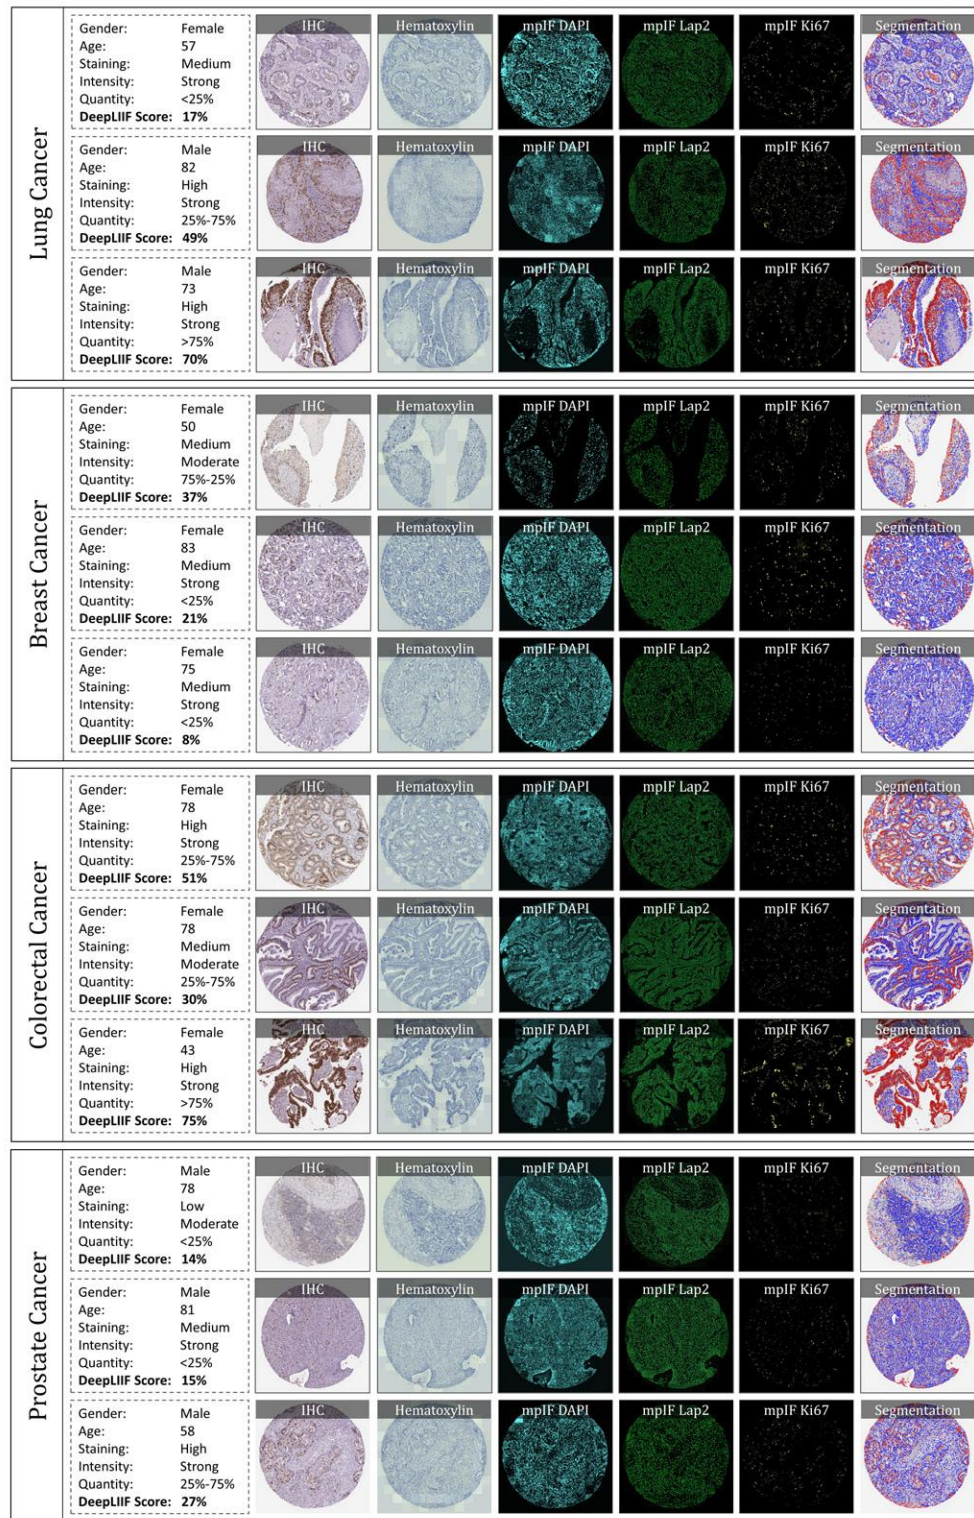 Lung Cancer
Gender: Female
Age: 57
Staining: Medium
Intensity: Strong
Quantity: <25%
DeepLIIF Score: 17%
IHC
Hematoxylin
mpIF DAPI
mpIF Lap2
mpIF Ki67
Segmentation
Gender: Male
Age: 82
Staining: High
Intensity: Strong
Quantity: 25%-75%
DeepLIIF Score: 49%
IHC
Hematoxylin
mpIF DAPI
mpIF Lap2
mpIF Ki67
Segmentation
Gender: Male
Age: 73
Staining: High
Intensity: Strong
Quantity: >75%
DeepLIIF Score: 70%
IHC
Hematoxylin
mpIF DAPI
mpIF Lap2
mpIF Ki67
Segmentation
Breast Cancer
Gender: Female
Age: 50
Staining: Medium
Intensity: Moderate
Quantity: 75%-25%
DeepLIIF Score: 37%
IHC
Hematoxylin
mpIF DAPI
mpIF Lap2
mpIF Ki67
Segmentation
Gender: Female
Age: 83
Staining: Medium
Intensity: Strong
Quantity: <25%
DeepLIIF Score: 21%
IHC
Hematoxylin
mpIF DAPI
mpIF Lap2
mpIF Ki67
Segmentation
Gender: Female
Age: 75
Staining: Medium
Intensity: Strong
Quantity: <25%
DeepLIIF Score: 8%
IHC
Hematoxylin
mpIF DAPI
mpIF Lap2
mpIF Ki67
Segmentation
Colorectal Cancer
Gender: Female
Age: 78
Staining: High
Intensity: Strong
Quantity: 25%-75%
DeepLIIF Score: 51%
IHC
Hematoxylin
mpIF DAPI
mpIF Lap2
mpIF Ki67
Segmentation
Gender: Female
Age: 78
Staining: Medium
Intensity: Moderate
Quantity: 25%-75%
DeepLIIF Score: 30%
IHC
Hematoxylin
mpIF DAPI
mpIF Lap2
mpIF Ki67
Segmentation
Gender: Female
Age: 43
Staining: High
Intensity: Strong
Quantity: >75%
DeepLIIF Score: 75%
IHC
Hematoxylin
mpIF DAPI
mpIF Lap2
mpIF Ki67
Segmentation
Prostate Cancer
Gender: Male
Age: 78
Staining: Low
Intensity: Moderate
Quantity: <25%
DeepLIIF Score: 14%
IHC
Hematoxylin
mpIF DAPI
mpIF Lap2
mpIF Ki67
Segmentation
Gender: Male
Age: 81
Staining: Medium
Intensity: Strong
Quantity: <25%
DeepLIIF Score: 15%
IHC
Hematoxylin
mpIF DAPI
mpIF Lap2
mpIF Ki67
Segmentation
Gender: Male
Age: 58
Staining: High
Intensity: Strong
Quantity: 25%-75%
DeepLIIF Score: 27%
IHC
Hematoxylin
mpIF DAPI
mpIF Lap2
mpIF Ki67
Segmentation